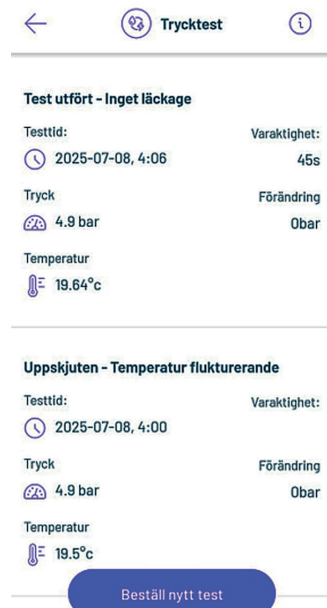 Trycktest
Test utfört - Inget läckage
Testtid:
Varaktighet:
2025-07-08, 4:06
45s
Tryck
Förändring
4.9 bar
0bar
Temperatur
19.64°c
Uppskjuten - Temperatur flukturerande
Testtid:
Varaktighet:
2025-07-08, 4:00
Tryck
Förändring
4.9 bar
0bar
Temperatur
19.5°c
Beställ nytt test